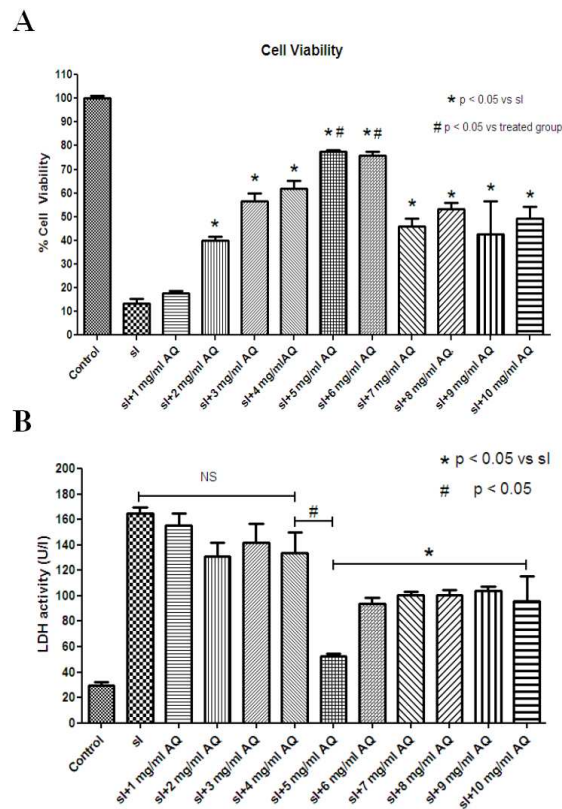 A
Cell Viability
% Cell Viability
110
100
90
80
70
60
50
40
30
20
10
0
* p < 0.05 vs sI
# p < 0.05 vs treated group
*
*
*
*#
*#
*
*
*
*
Control
sI
sI+1 mg/ml AQ
sI+2 mg/ml AQ
sI+3 mg/ml AQ
sI+4 mg/mlAQ
sI+5 mg/ml AQ
sI+6 mg/ml AQ
sI+7 mg/ml AQ
sI+8 mg/ml AQ
sI+9 mg/ml AQ
sI+10 mg/ml AQ
B
LDH activity (U/l)
200
180
160
140
120
100
80
60
40
20
0
* p < 0.05 vs sI
# p < 0.05
NS
#
*
Control
sI
sI+1 mg/ml AQ
sI+2 mg/ml AQ
sI+3 mg/ml AQ
sI+4 mg/ml AQ
sI+5 mg/ml AQ
sI+6 mg/ml AQ
sI+7 mg/ml AQ
sI+8 mg/ml AQ
sI+9 mg/ml AQ
sI+10 mg/ml AQ